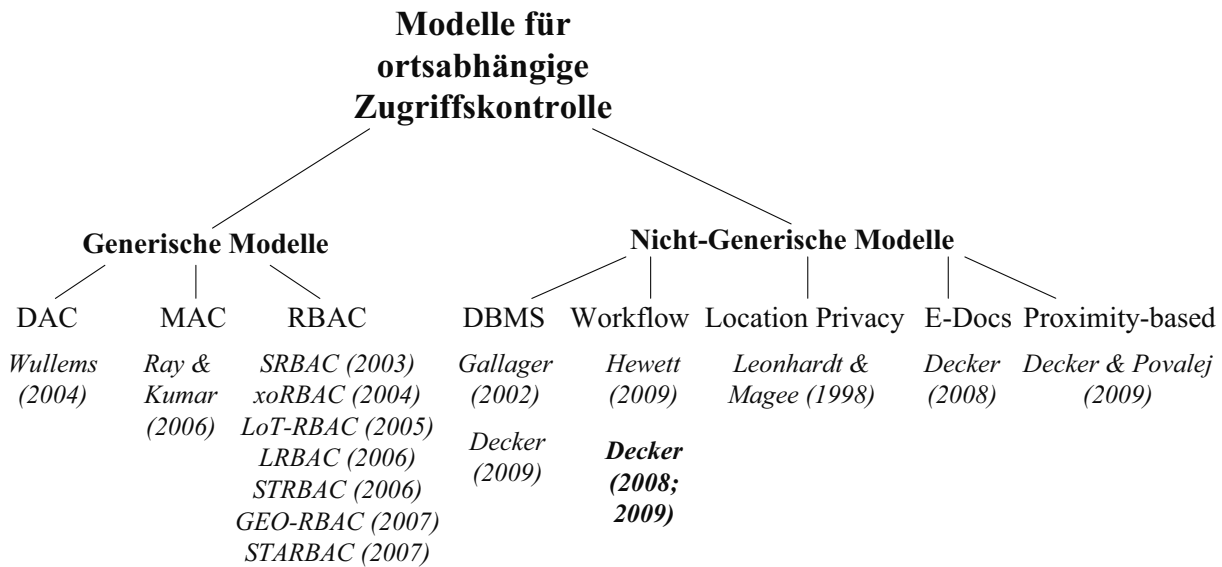 Modelle für
ortsabhängige
Zugriffskontrolle
Generische Modelle
Nicht-Generische Modelle
DAC
MAC
RBAC
DBMS
Workflow
Location Privacy
E-Docs
Proximity-based
Wullems
(2004)
Ray &
Kumar
(2006)
SRBAC (2003)
xoRBAC (2004)
LoT-RBAC (2005)
LRBAC (2006)
STRBAC (2006)
GEO-RBAC (2007)
STARBAC (2007)
Gallager
(2002)
Decker
(2009)
Hewett
(2009)
Decker
(2008;
2009)
Leonhardt &
Magee (1998)
Decker
(2008)
Decker & Povalej
(2009)